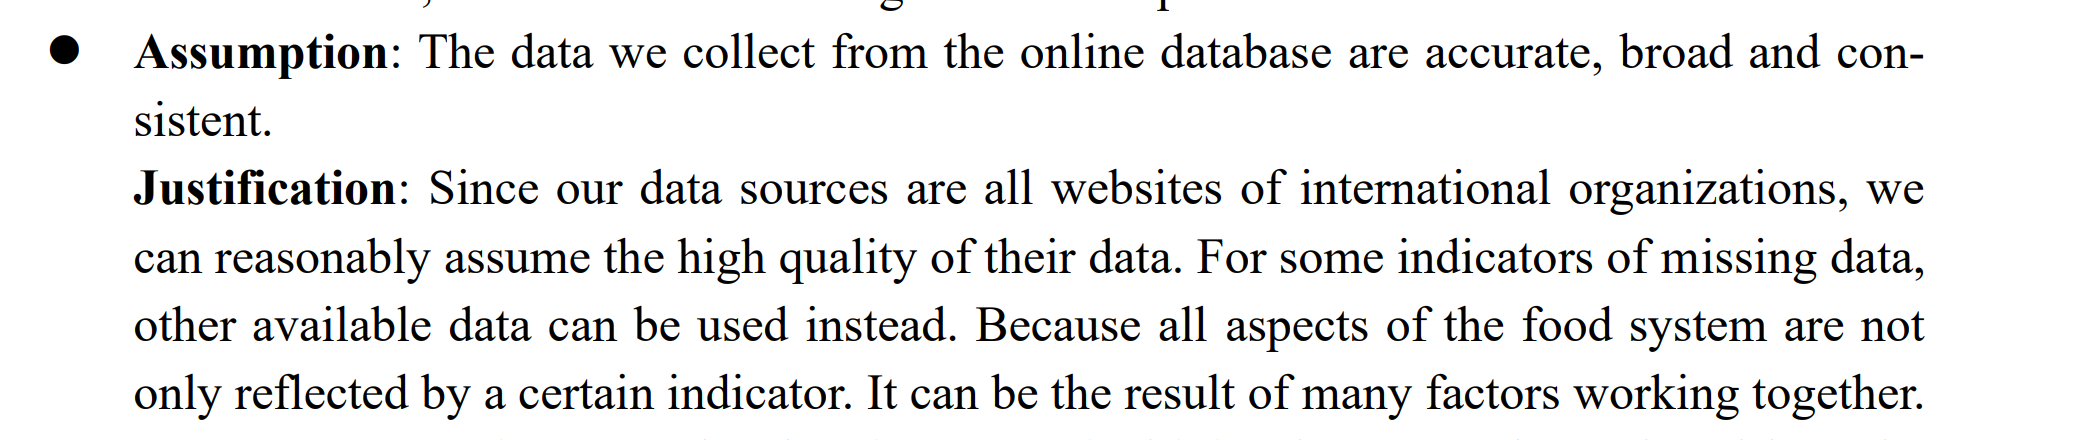 ● Assumption: The data we collect from the online database are accurate, broad and con-
sistent.
Justification: Since our data sources are all websites of international organizations, we
can reasonably assume the high quality of their data. For some indicators of missing data,
other available data can be used instead. Because all aspects of the food system are not
only reflected by a certain indicator. It can be the result of many factors working together.